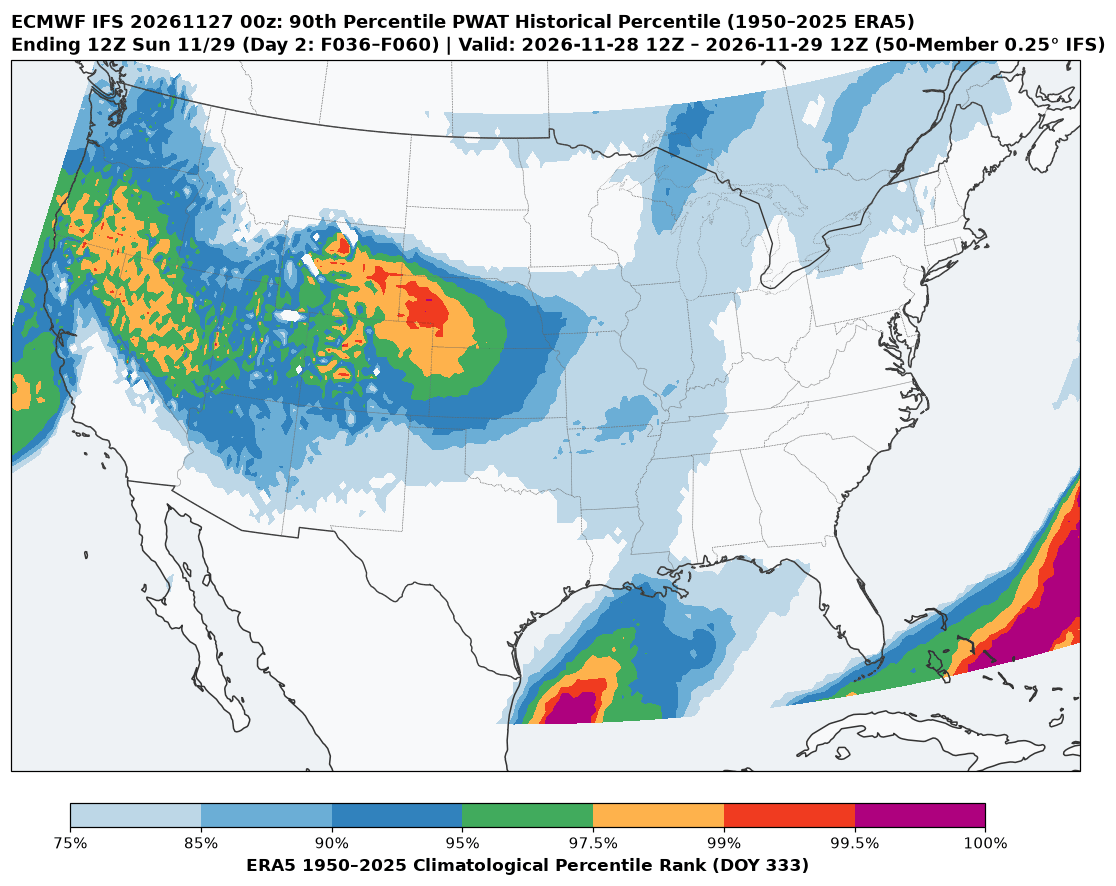 ECMWF IFS 20261127 00z: 90th Percentile PWAT Historical Percentile (1950–2025 ERA5)
Ending 12Z Sun 11/29 (Day 2: F036–F060) | Valid: 2026-11-28 12Z – 2026-11-29 12Z (50-Member 0.25° IFS)
75% 85% 90% 95% 97.5% 99% 99.5% 100%
ERA5 1950–2025 Climatological Percentile Rank (DOY 333)